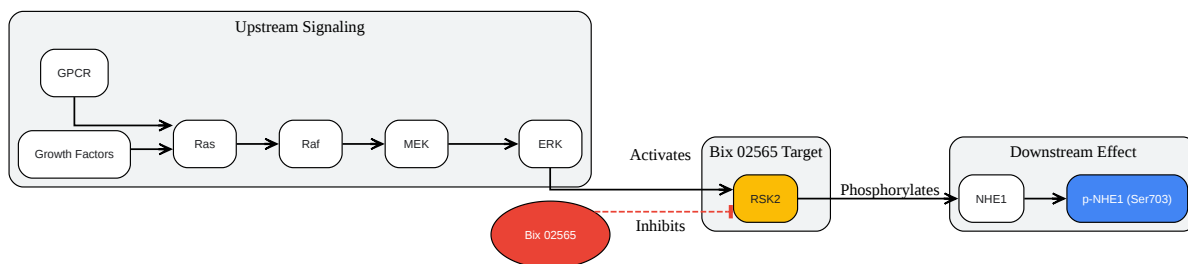 Upstream Signaling
GPCR
Growth Factors
Ras
Raf
MEK
ERK
Activates
Bix 02565
Inhibits
Bix 02565 Target
RSK2
Phosphorylates
Downstream Effect
NHE1
p-NHE1 (Ser703)